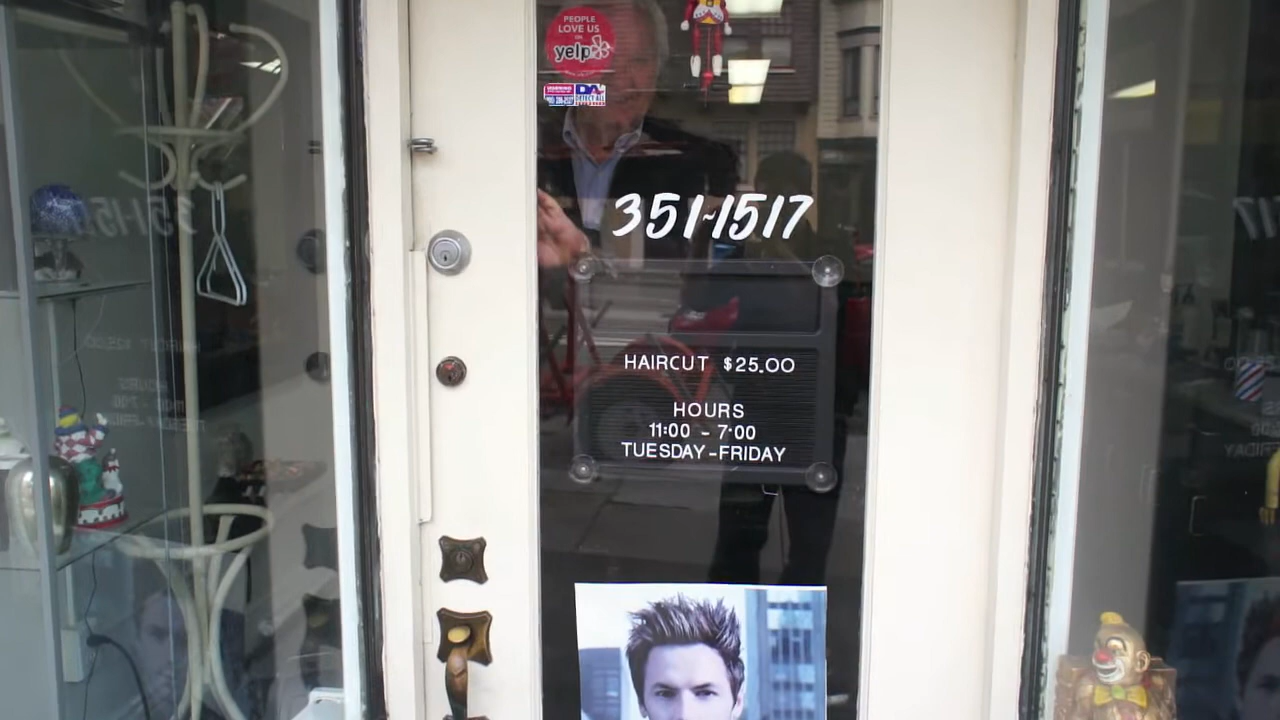 PEOPLE
LOVE US
ON
yelp
351-1517
HAIRCUT $25.00
HOURS
11:00 - 7:00
TUESDAY-FRIDAY